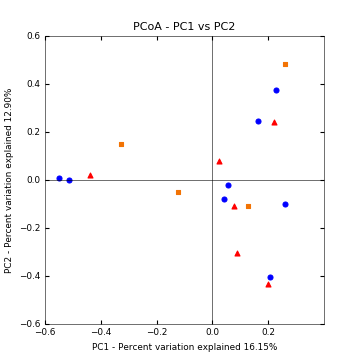 PCoA - PC1 vs PC2
0.6
0.4
0.2
0.0
−0.2
−0.4
−0.6
PC2 - Percent variation explained 12.90%
−0.6 −0.4 −0.2 0.0 0.2
PC1 - Percent variation explained 16.15%